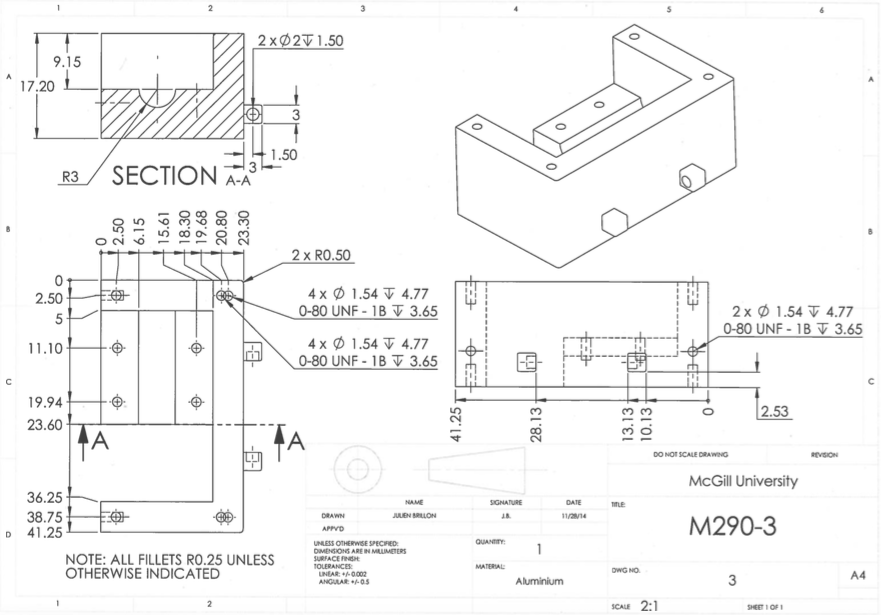 1 2 3 4 5 6
A
B
C
D
A
B
C
9.15
17.20
2 x Ø 2 ↧ 1.50
3
1.50
3
R3
SECTION A-A
0
2.50
6.15
15.61
18.30
19.68
20.80
23.30
2 x R0.50
0
2.50
5
11.10
19.94
23.60
36.25
38.75
41.25
4 x Ø 1.54 ↧ 4.77
0-80 UNF - 1B ↧ 3.65
4 x Ø 1.54 ↧ 4.77
0-80 UNF - 1B ↧ 3.65
A A
2 x Ø 1.54 ↧ 4.77
0-80 UNF - 1B ↧ 3.65
2.53
41.25
28.13
13.13
10.13
0
NOTE: ALL FILLETS R0.25 UNLESS
OTHERWISE INDICATED
DO NOT SCALE DRAWING REVISION
McGill University
NAME SIGNATURE DATE
DRAWN JULIEN BRILLON J.B. 11/28/14
APPV'D
TITLE:
M290-3
UNLESS OTHERWISE SPECIFIED:
DIMENSIONS ARE IN MILLIMETERS
SURFACE FINISH:
TOLERANCES:
LINEAR: +/- 0.002
ANGULAR: +/- 0.5
QUANTITY:
1
MATERIAL:
Aluminium
DWG NO.
3
A4
SCALE 2:1
SHEET 1 OF 1
1 2